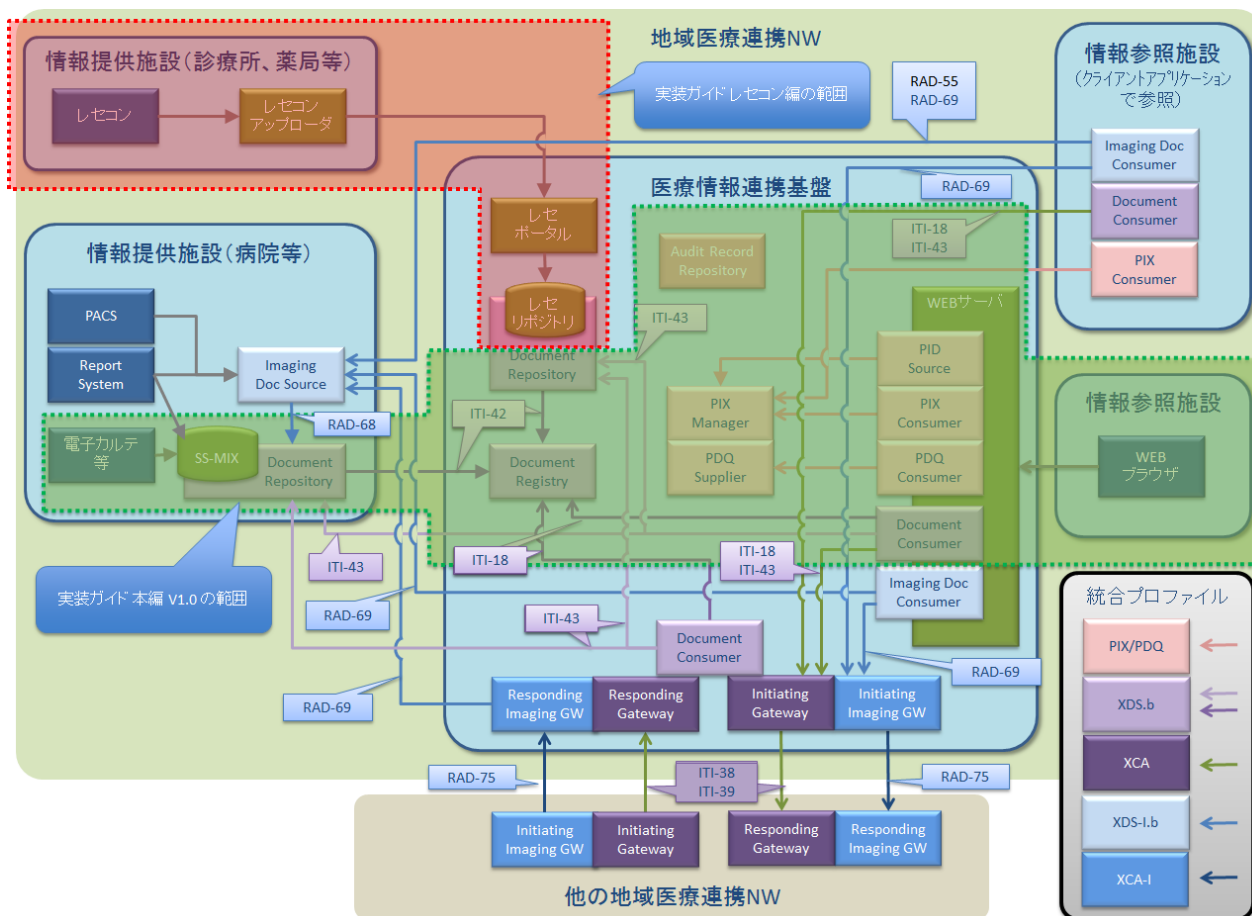 地域医療連携NW
情報提供施設(診療所、薬局等)
レセコン
レセコン
アップローダ
実装ガイドレセコン編の範囲
RAD-55
RAD-69
情報参照施設
(クライアントアプリケーション
で参照)
Imaging Doc
Consumer
Document
Consumer
PIX
Consumer
医療情報連携基盤
RAD-69
レセ
ポータル
レセ
リポジトリ
Audit Record
Repository
ITI-18
ITI-43
WEBサーバ
情報提供施設(病院等)
PACS
Report
System
Imaging
Doc Source
RAD-68
電子カルテ
等
SS-MIX
Document
Repository
ITI-43
Document
Repository
ITI-42
Document
Registry
PIX
Manager
PDQ
Supplier
PID
Source
PIX
Consumer
PDQ
Consumer
Document
Consumer
Imaging Doc
Consumer
情報参照施設
WEB
ブラウザ
ITI-43
ITI-18
ITI-18
ITI-43
実装ガイド本編 V1.0 の範囲
RAD-69
ITI-43
Document
Consumer
RAD-69
RAD-69
Responding
Imaging GW
Responding
Gateway
Initiating
Gateway
Initiating
Imaging GW
RAD-75
ITI-38
ITI-39
RAD-75
Initiating
Imaging GW
Initiating
Gateway
Responding
Gateway
Responding
Imaging GW
他の地域医療連携NW
統合プロファイル
PIX/PDQ
XDS.b
XCA
XDS-I.b
XCA-I